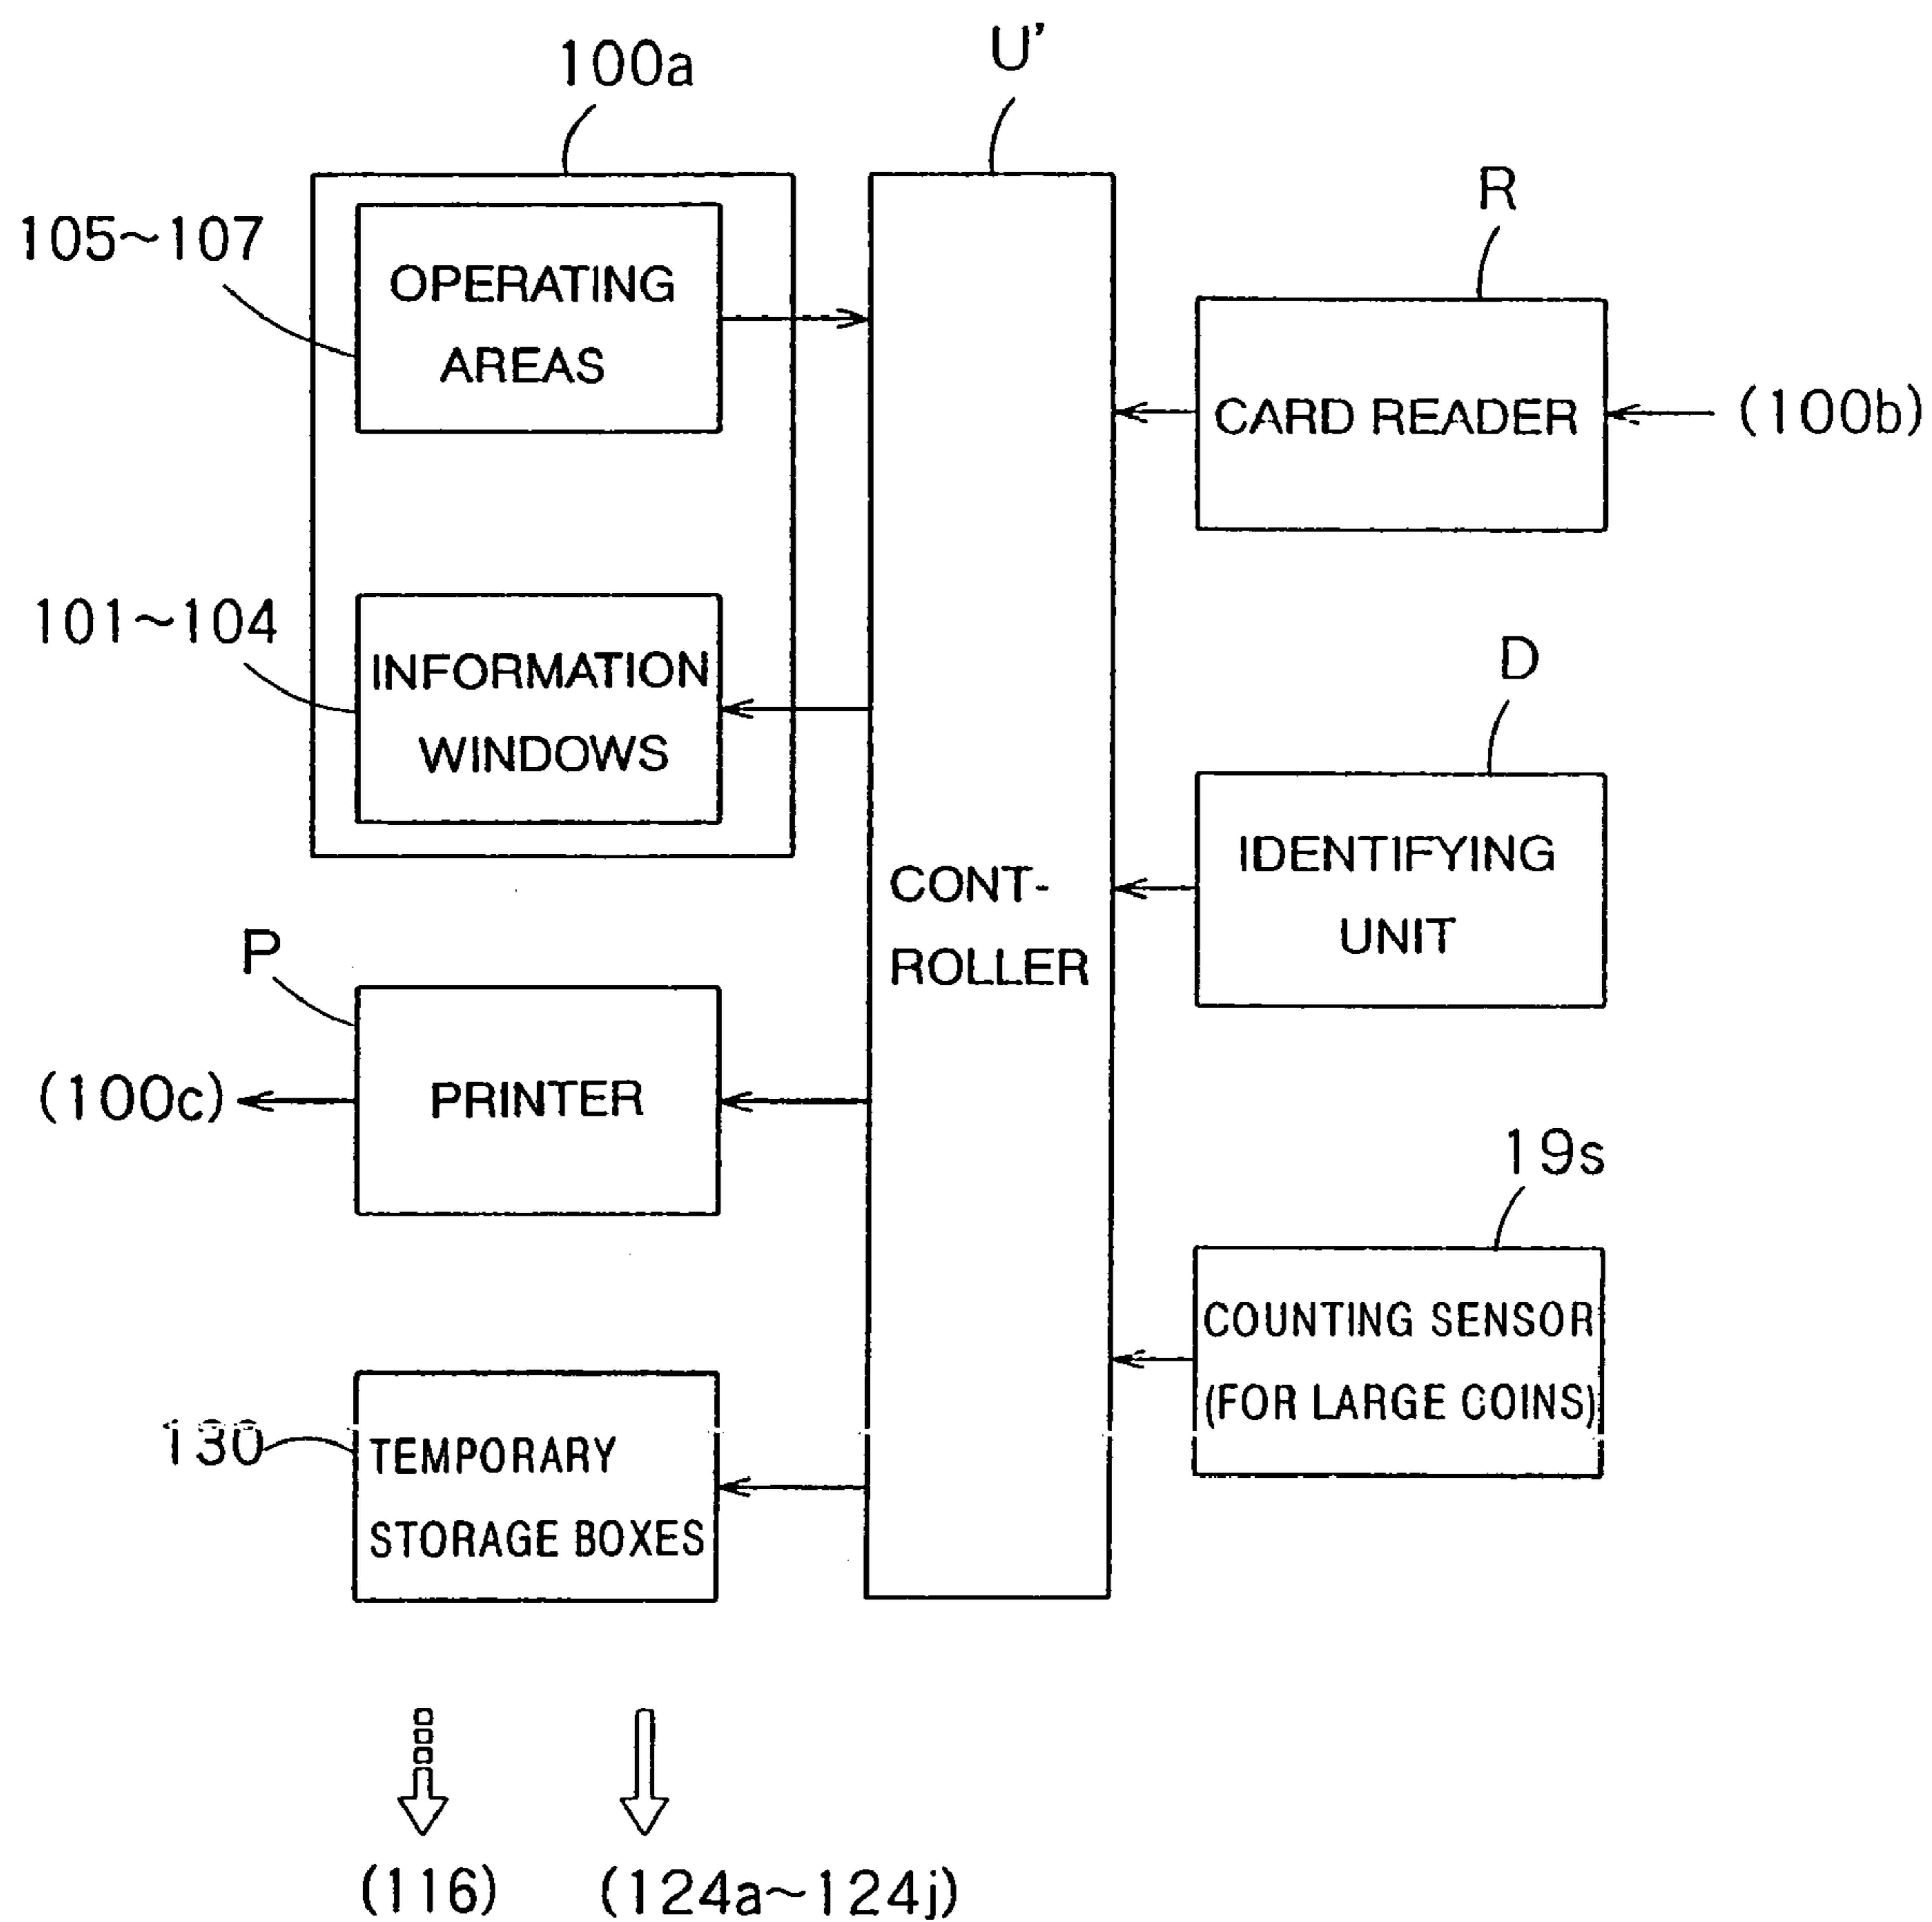 100a
U'
105~107
OPERATING
AREAS
R
CARD READER
(100b)
101~104
INFORMATION
WINDOWS
D
IDENTIFYING
UNIT
CONT-
ROLLER
P
PRINTER
(100c)
19s
COUNTING SENSOR
(FOR LARGE COINS)
130
TEMPORARY
STORAGE BOXES
(116)
(124a~124j)